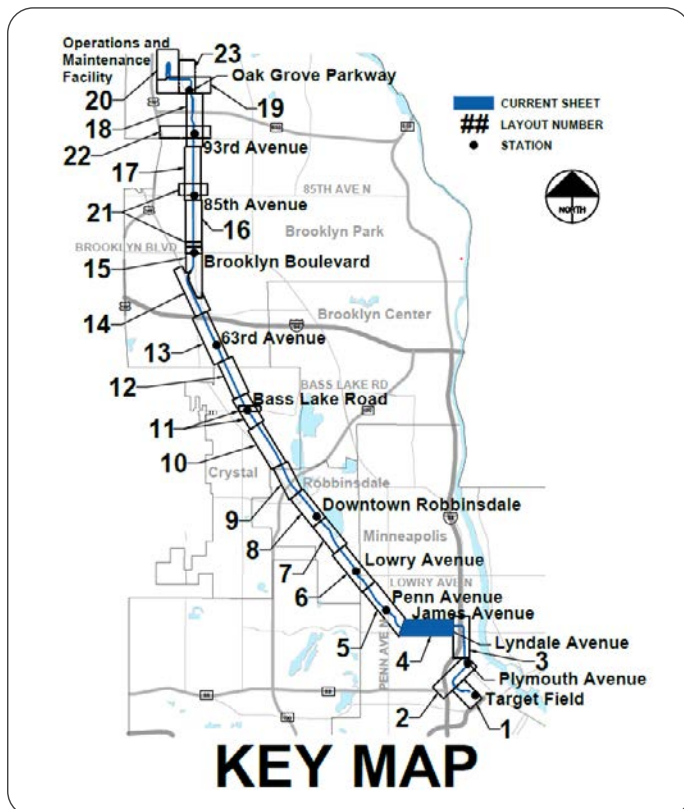 Operations and
Maintenance
Facility
23
20
Oak Grove Parkway
18
19
22
93rd Avenue
17
85TH AVE N
85th Avenue
21
16
Brooklyn Park
BROOKLYN BLVD
Brooklyn Boulevard
15
14
Brooklyn Center
13
63rd Avenue
12
BASS LAKE RD
Bass Lake Road
11
10
Crystal
Robbinsdale
9
Downtown Robbinsdale
8
Minneapolis
7
Lowry Avenue
LOWRY AVE N
6
Penn Avenue
James Avenue
5
PENN AVE N
4
Lyndale Avenue
3
Plymouth Avenue
2
Target Field
1
CURRENT SHEET
## LAYOUT NUMBER
STATION
NORTH
KEY MAP